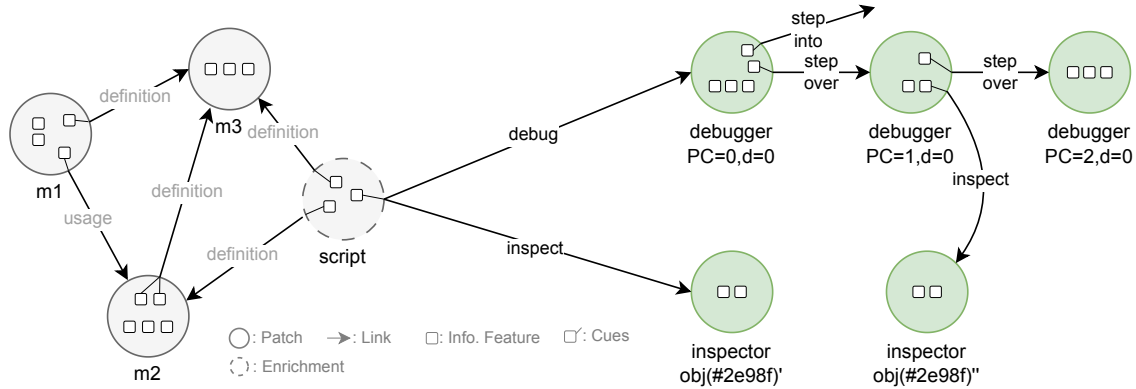 step
into
definition
m3
step
over
step
over
definition
debug
debugger
PC=0,d=0
debugger
PC=1,d=0
debugger
PC=2,d=0
m1
definition
inspect
usage
definition
script
inspect
m2
: Patch
: Link
: Info. Feature
: Cues
: Enrichment
inspector
obj(#2e98f)'
inspector
obj(#2e98f)''